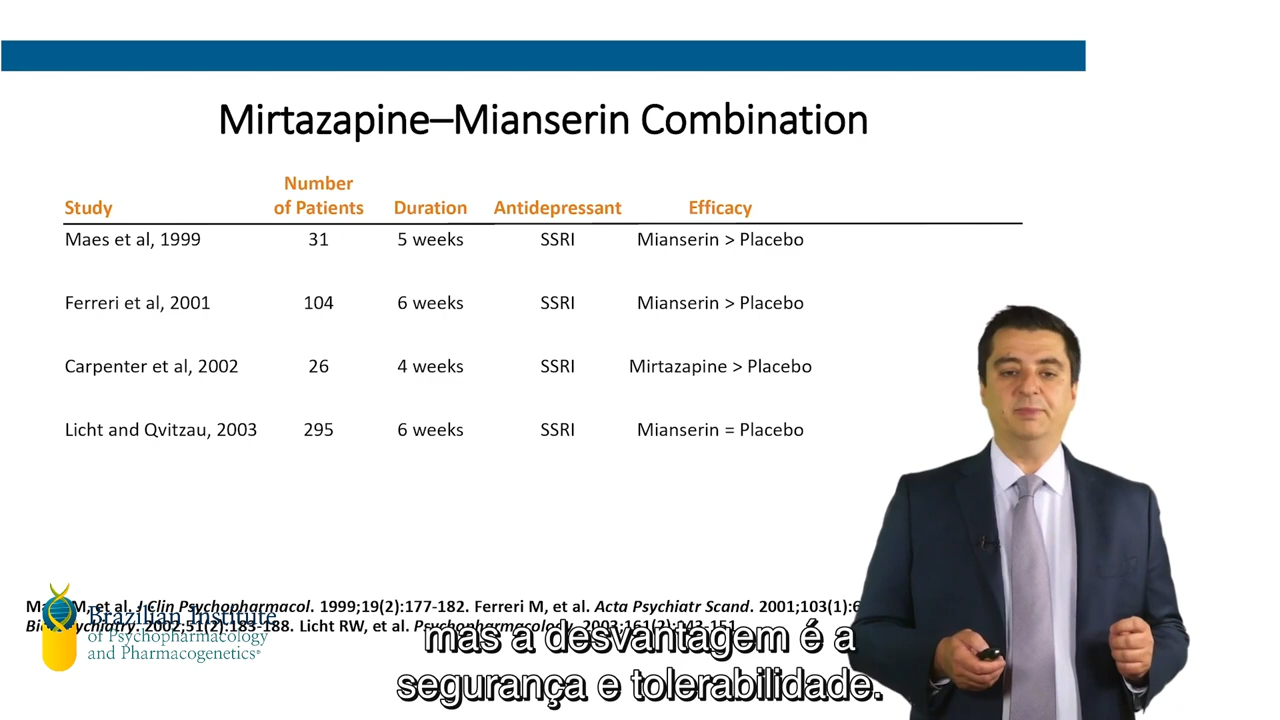 Mirtazapine–Mianserin Combination
Study Number of Patients Duration Antidepressant Efficacy
Maes et al, 1999 31 5 weeks SSRI Mianserin > Placebo
Ferreri et al, 2001 104 6 weeks SSRI Mianserin > Placebo
Carpenter et al, 2002 26 4 weeks SSRI Mirtazapine > Placebo
Licht and Qvitzau, 2003 295 6 weeks SSRI Mianserin = Placebo
M, et al. J Clin Psychopharmacol. 1999;19(2):177-182. Ferreri M, et al. Acta Psychiatr Scand. 2001;103(1):
2002;51(2):183-188. Licht RW, et al. Psychopharmacology.
Brazilian Institute
of Psychopharmacology
and Pharmacogenetics
mas a desvantagem é a
segurança e tolerabilidade.